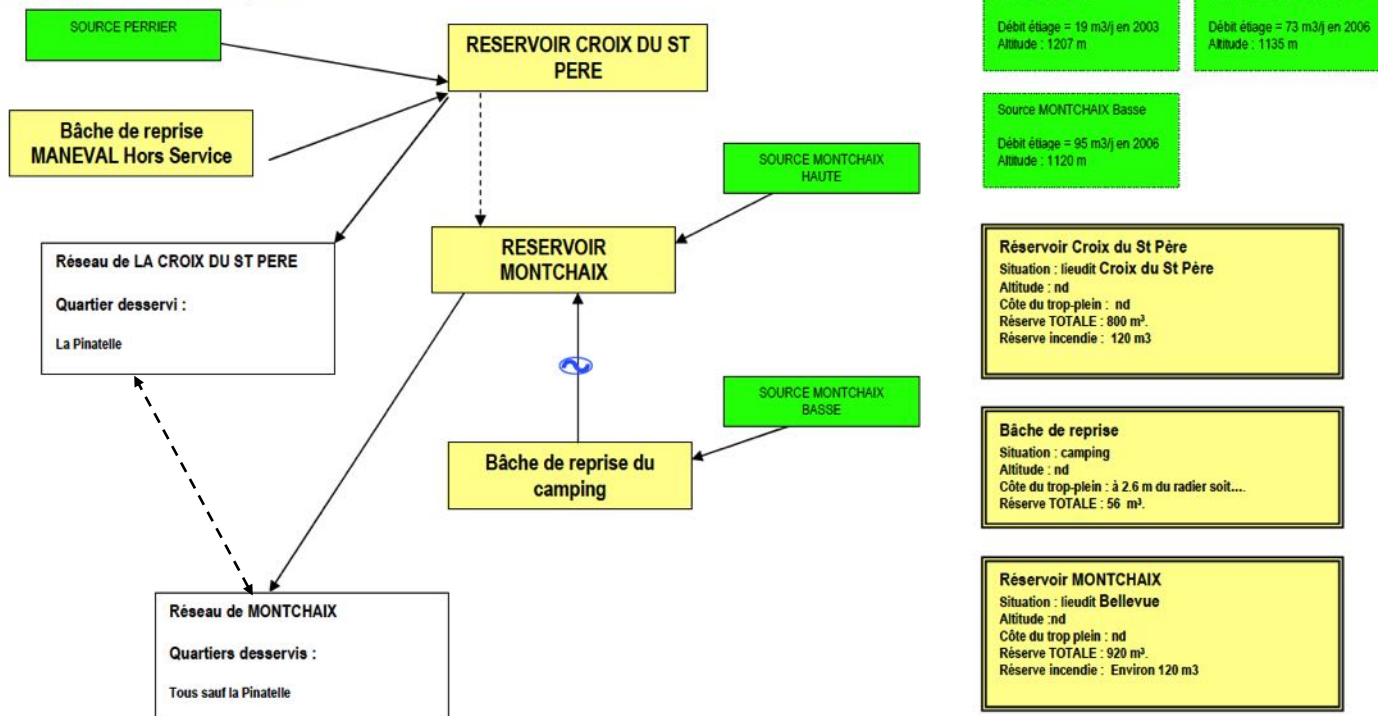 SOURCE PERRIER
RESERVOIR CROIX DU ST
PERE
Bâche de reprise
MANEVAL Hors Service
SOURCE MONTCHAIX
HAUTE
RESERVOIR
MONTCHAIX
Réseau de LA CROIX DU ST PERE
Quartier desservi :
La Pinatelle
SOURCE MONTCHAIX
BASSE
Bâche de reprise du
camping
Réseau de MONTCHAIX
Quartiers desservis :
Tous sauf la Pinatelle
Débit étiage = 19 m3/j en 2003
Altitude : 1207 m
Débit étiage = 73 m3/j en 2006
Altitude : 1135 m
Source MONTCHAIX Basse
Débit étiage = 95 m3/j en 2006
Altitude : 1120 m
Réservoir Croix du St Père
Situation : lieudit Croix du St Père
Altitude : nd
Côte du trop-plein : nd
Réserve TOTALE : 800 m³.
Réserve incendie : 120 m3
Bâche de reprise
Situation : camping
Altitude : nd
Côte du trop-plein : à 2.6 m du radier soit....
Réserve TOTALE : 56 m³.
Réservoir MONTCHAIX
Situation : lieudit Bellevue
Altitude :nd
Côte du trop plein : nd
Réserve TOTALE : 920 m³.
Réserve incendie : Environ 120 m3